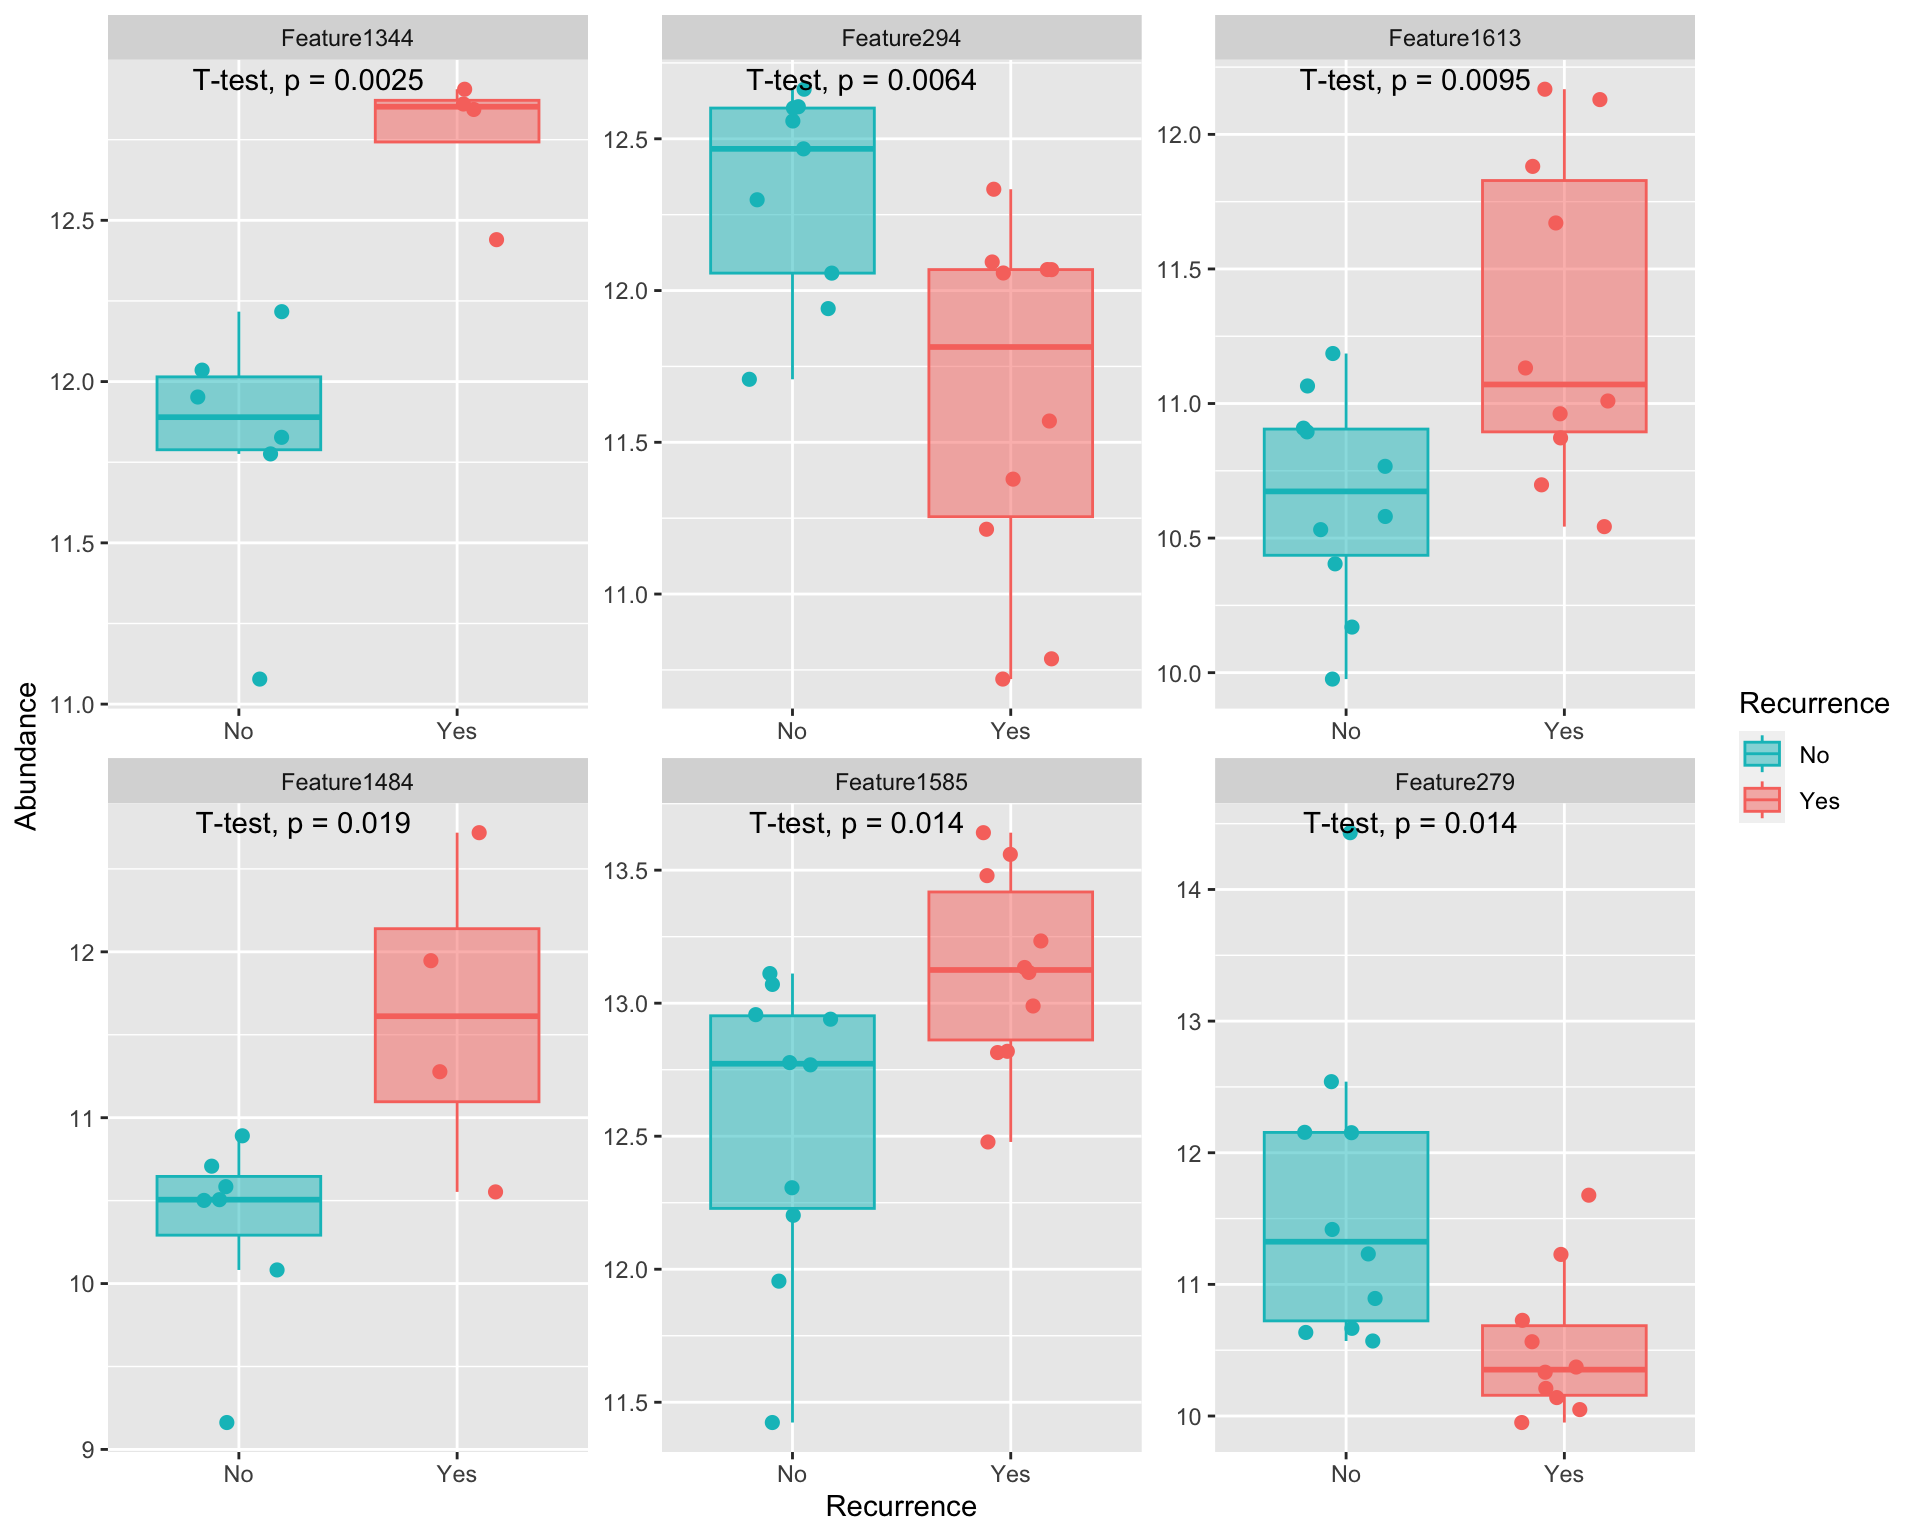 Feature1344
Feature294
Feature1613
T-test, p = 0.0025
T-test, p = 0.0064
T-test, p = 0.0095
12.5
12.0
11.5
11.0
12.5
12.0
11.5
11.0
12.0
11.5
11.0
10.5
10.0
No
Yes
No
Yes
No
Yes
Abundance
Recurrence
No
Yes
Feature1484
Feature1585
Feature279
T-test, p = 0.019
T-test, p = 0.014
T-test, p = 0.014
12
11
10
9
13.5
13.0
12.5
12.0
11.5
14
13
12
11
10
No
Yes
No
Yes
No
Yes
Recurrence